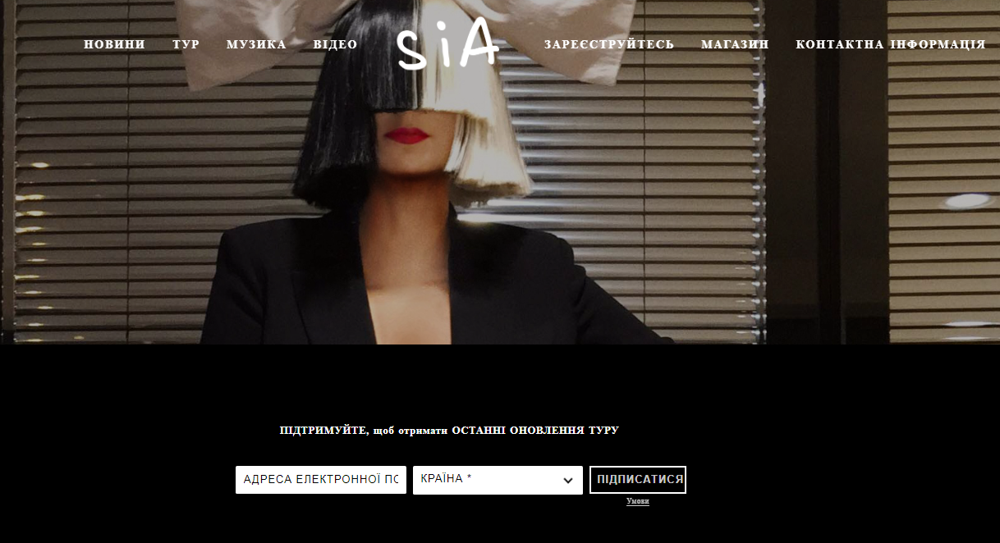 НОВИНИ ТУР МУЗИКА ВІДЕО siA ЗАРЕЄСТРУЙТЕСЬ МАГАЗИН КОНТАКТНА ІНФОРМАЦІЯ
ПІДТРИМУЙТЕ, щоб отримати ОСТАННІ ОНОВЛЕННЯ ТУРУ
АДРЕСА ЕЛЕКТРОННОЇ ПО КРАЇНА * ПІДПИСАТИСЯ
Умови